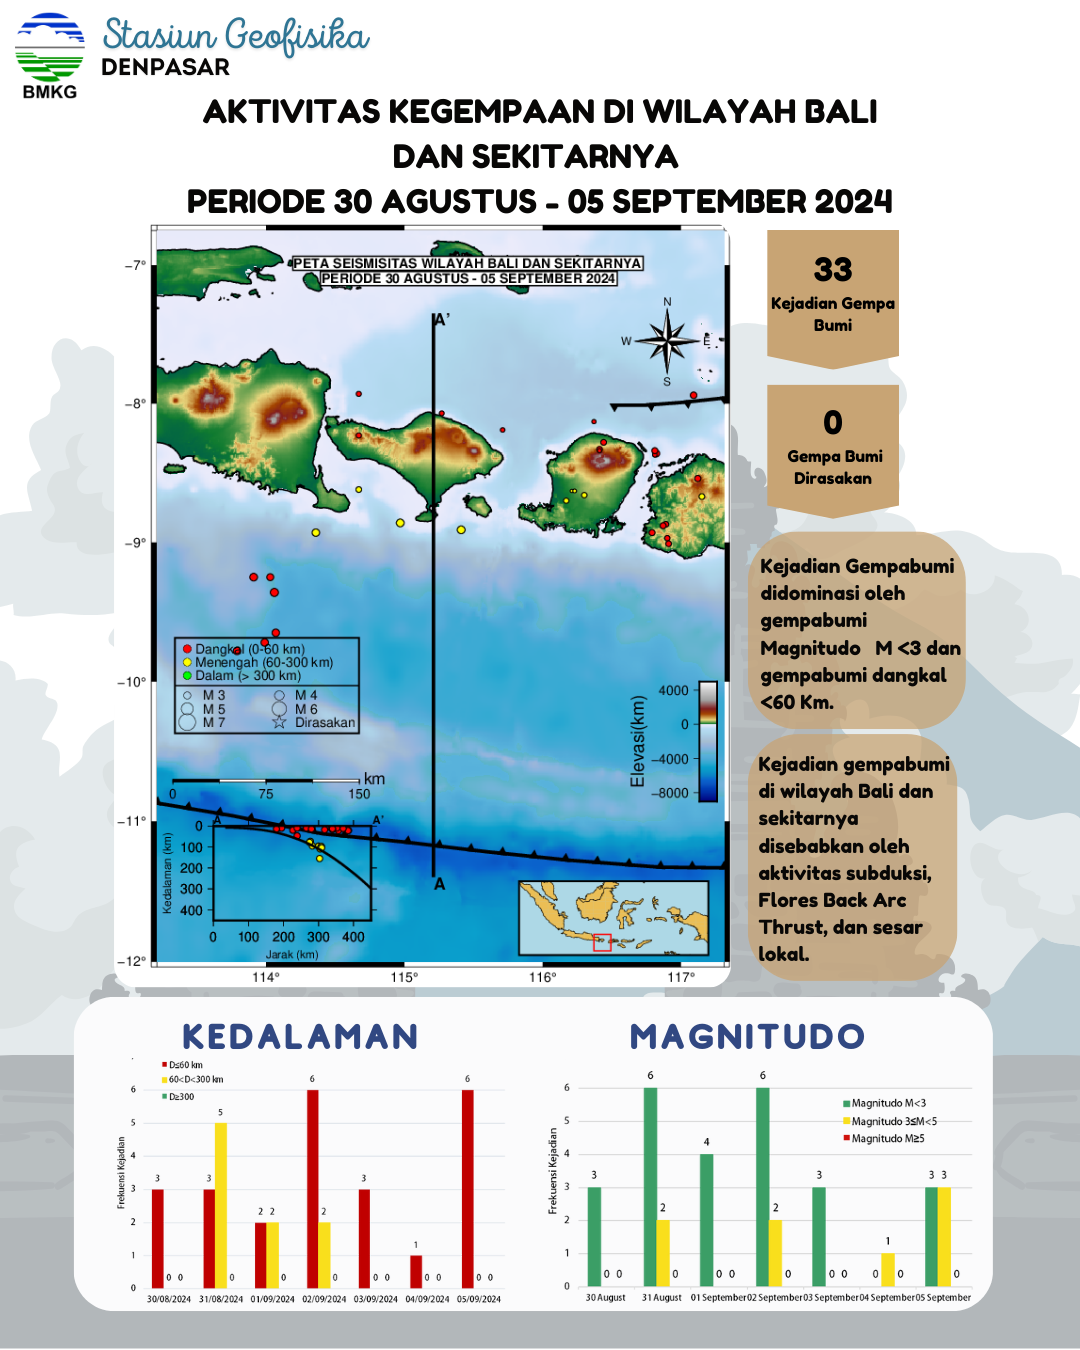 BMKG
Stasiun Geofisika
DENPASAR
AKTIVITAS KEGEMPAAN DI WILAYAH BALI
DAN SEKITARNYA
PERIODE 30 AGUSTUS - 05 SEPTEMBER 2024
PETA SEISMISITAS WILAYAH BALI DAN SEKITARNYA
PERIODE 30 AGUSTUS - 05 SEPTEMBER 2024
N
W
E
S
A'
A
−7°
−8°
−9°
−10°
−11°
−12°
114°
115°
116°
117°
Dangkal (0-60 km)
Menengah (60-300 km)
Dalam (> 300 km)
M 3
M 4
M 5
M 6
M 7
Dirasakan
km
0
75
150
Elevasi(km)
4000
0
−4000
−8000
A
A'
Kedalaman (km)
0
100
200
300
400
0
100
200
300
400
Jarak (km)
33
Kejadian Gempa
Bumi
0
Gempa Bumi
Dirasakan
Kejadian Gempabumi
didominasi oleh
gempabumi
Magnitudo M <3 dan
gempabumi dangkal
<60 Km.
Kejadian gempabumi
di wilayah Bali dan
sekitarnya
disebabkan oleh
aktivitas subduksi,
Flores Back Arc
Thrust, dan sesar
lokal.
KEDALAMAN
D≤60 km
60<D<300 km
D≥300
Frekuensi Kejadian
6
5
4
3
2
1
0
3 0 0
3 5 0
2 2 0
6 2 0
3 0 0
1 0 0
6 0 0
30/08/2024
31/08/2024
01/09/2024
02/09/2024
03/09/2024
04/09/2024
05/09/2024
MAGNITUDO
Magnitudo M<3
Magnitudo 3≤M<5
Magnitudo M≥5
Frekuensi Kejadian
6
5
4
3
2
1
0
3 0 0
6 2 0
4 0 0
6 2 0
3 0 0
0 1 0
3 3 0
30 August
31 August
01 September
02 September
03 September
04 September
05 September